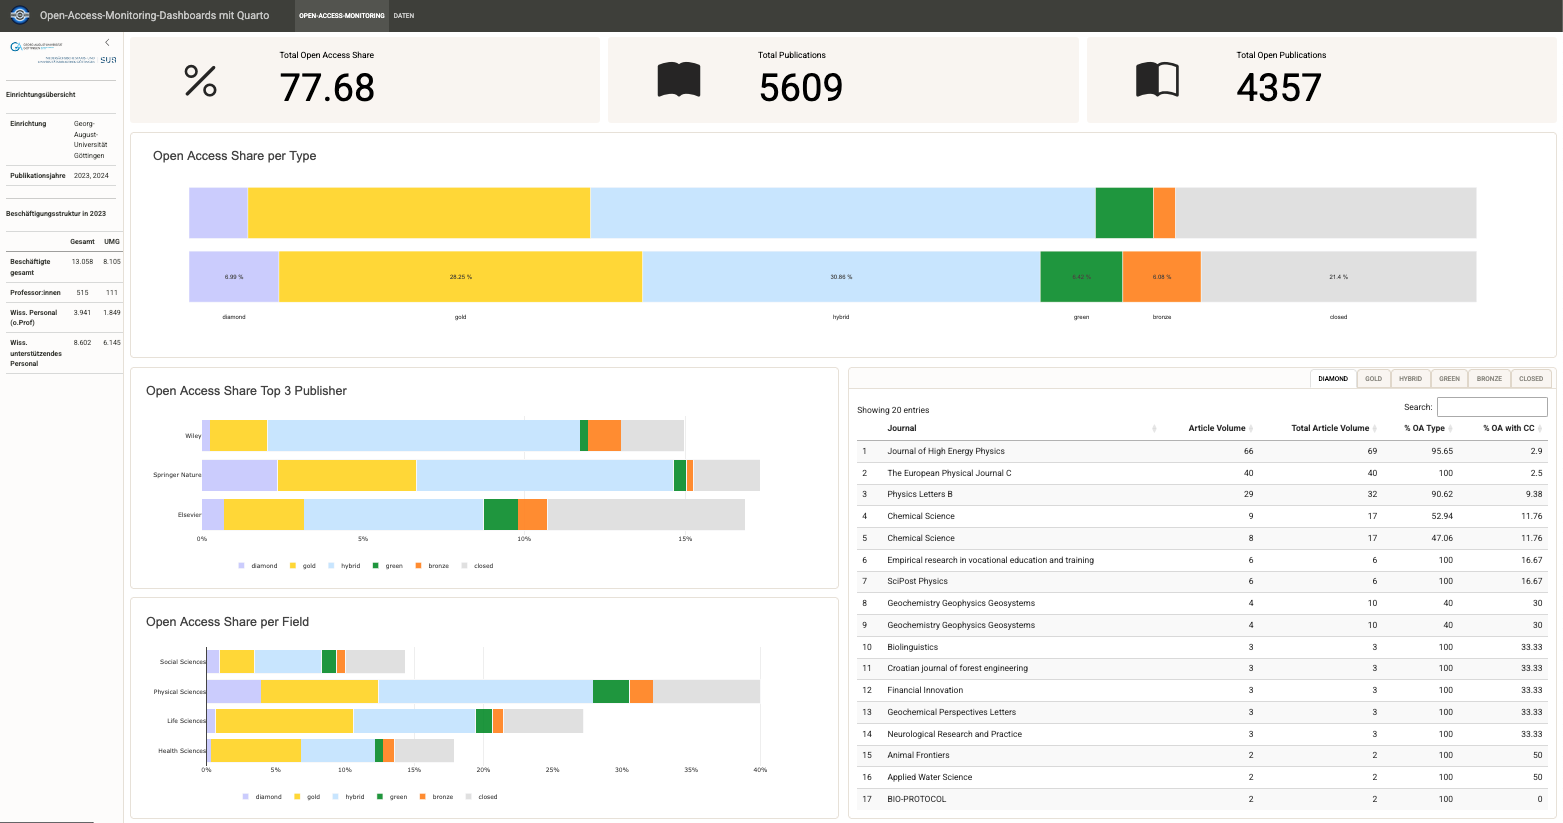 Open-Access-Monitoring-Dashboards mit Quarto
OPEN-ACCESS-MONITORING
DATEN
GEORG-AUGUST-UNIVERSITÄT
GÖTTINGEN
SUB
Einrichtungsübersicht
Einrichtung Georg-
August-
Universität
Göttingen
Publikationsjahre 2023, 2024
Beschäftigungsstruktur in 2023
Gesamt UMG
Beschäftigte gesamt 13.058 8.105
Professor:innen 515 111
Wiss. Personal (o.Prof) 3.941 1.849
Wiss. unterstützendes Personal 8.602 6.145
Total Open Access Share
77.68
Total Publications
5609
Total Open Publications
4357
Open Access Share per Type
6.99 % 28.25 % 30.86 % 6.42 % 6.08 % 21.4 %
diamond gold hybrid green bronze closed
Open Access Share Top 3 Publisher
Wiley
Springer Nature
Elsevier
0% 5% 10% 15%
diamond gold hybrid green bronze closed
Open Access Share per Field
Social Sciences
Physical Sciences
Life Sciences
Health Sciences
0% 5% 10% 15% 20% 25% 30% 35% 40%
diamond gold hybrid green bronze closed
DIAMOND GOLD HYBRID GREEN BRONZE CLOSED
Showing 20 entries
Search:
Journal Article Volume Total Article Volume % OA Type % OA with CC
1 Journal of High Energy Physics 66 69 95.65 2.9
2 The European Physical Journal C 40 40 100 2.5
3 Physics Letters B 29 32 90.62 9.38
4 Chemical Science 9 17 52.94 11.76
5 Chemical Science 8 17 47.06 11.76
6 Empirical research in vocational education and training 6 6 100 16.67
7 SciPost Physics 6 6 100 16.67
8 Geochemistry Geophysics Geosystems 4 10 40 30
9 Geochemistry Geophysics Geosystems 4 10 40 30
10 Biolinguistics 3 3 100 33.33
11 Croatian journal of forest engineering 3 3 100 33.33
12 Financial Innovation 3 3 100 33.33
13 Geochemical Perspectives Letters 3 3 100 33.33
14 Neurological Research and Practice 3 3 100 33.33
15 Animal Frontiers 2 2 100 50
16 Applied Water Science 2 2 100 50
17 BIO-PROTOCOL 2 2 100 0